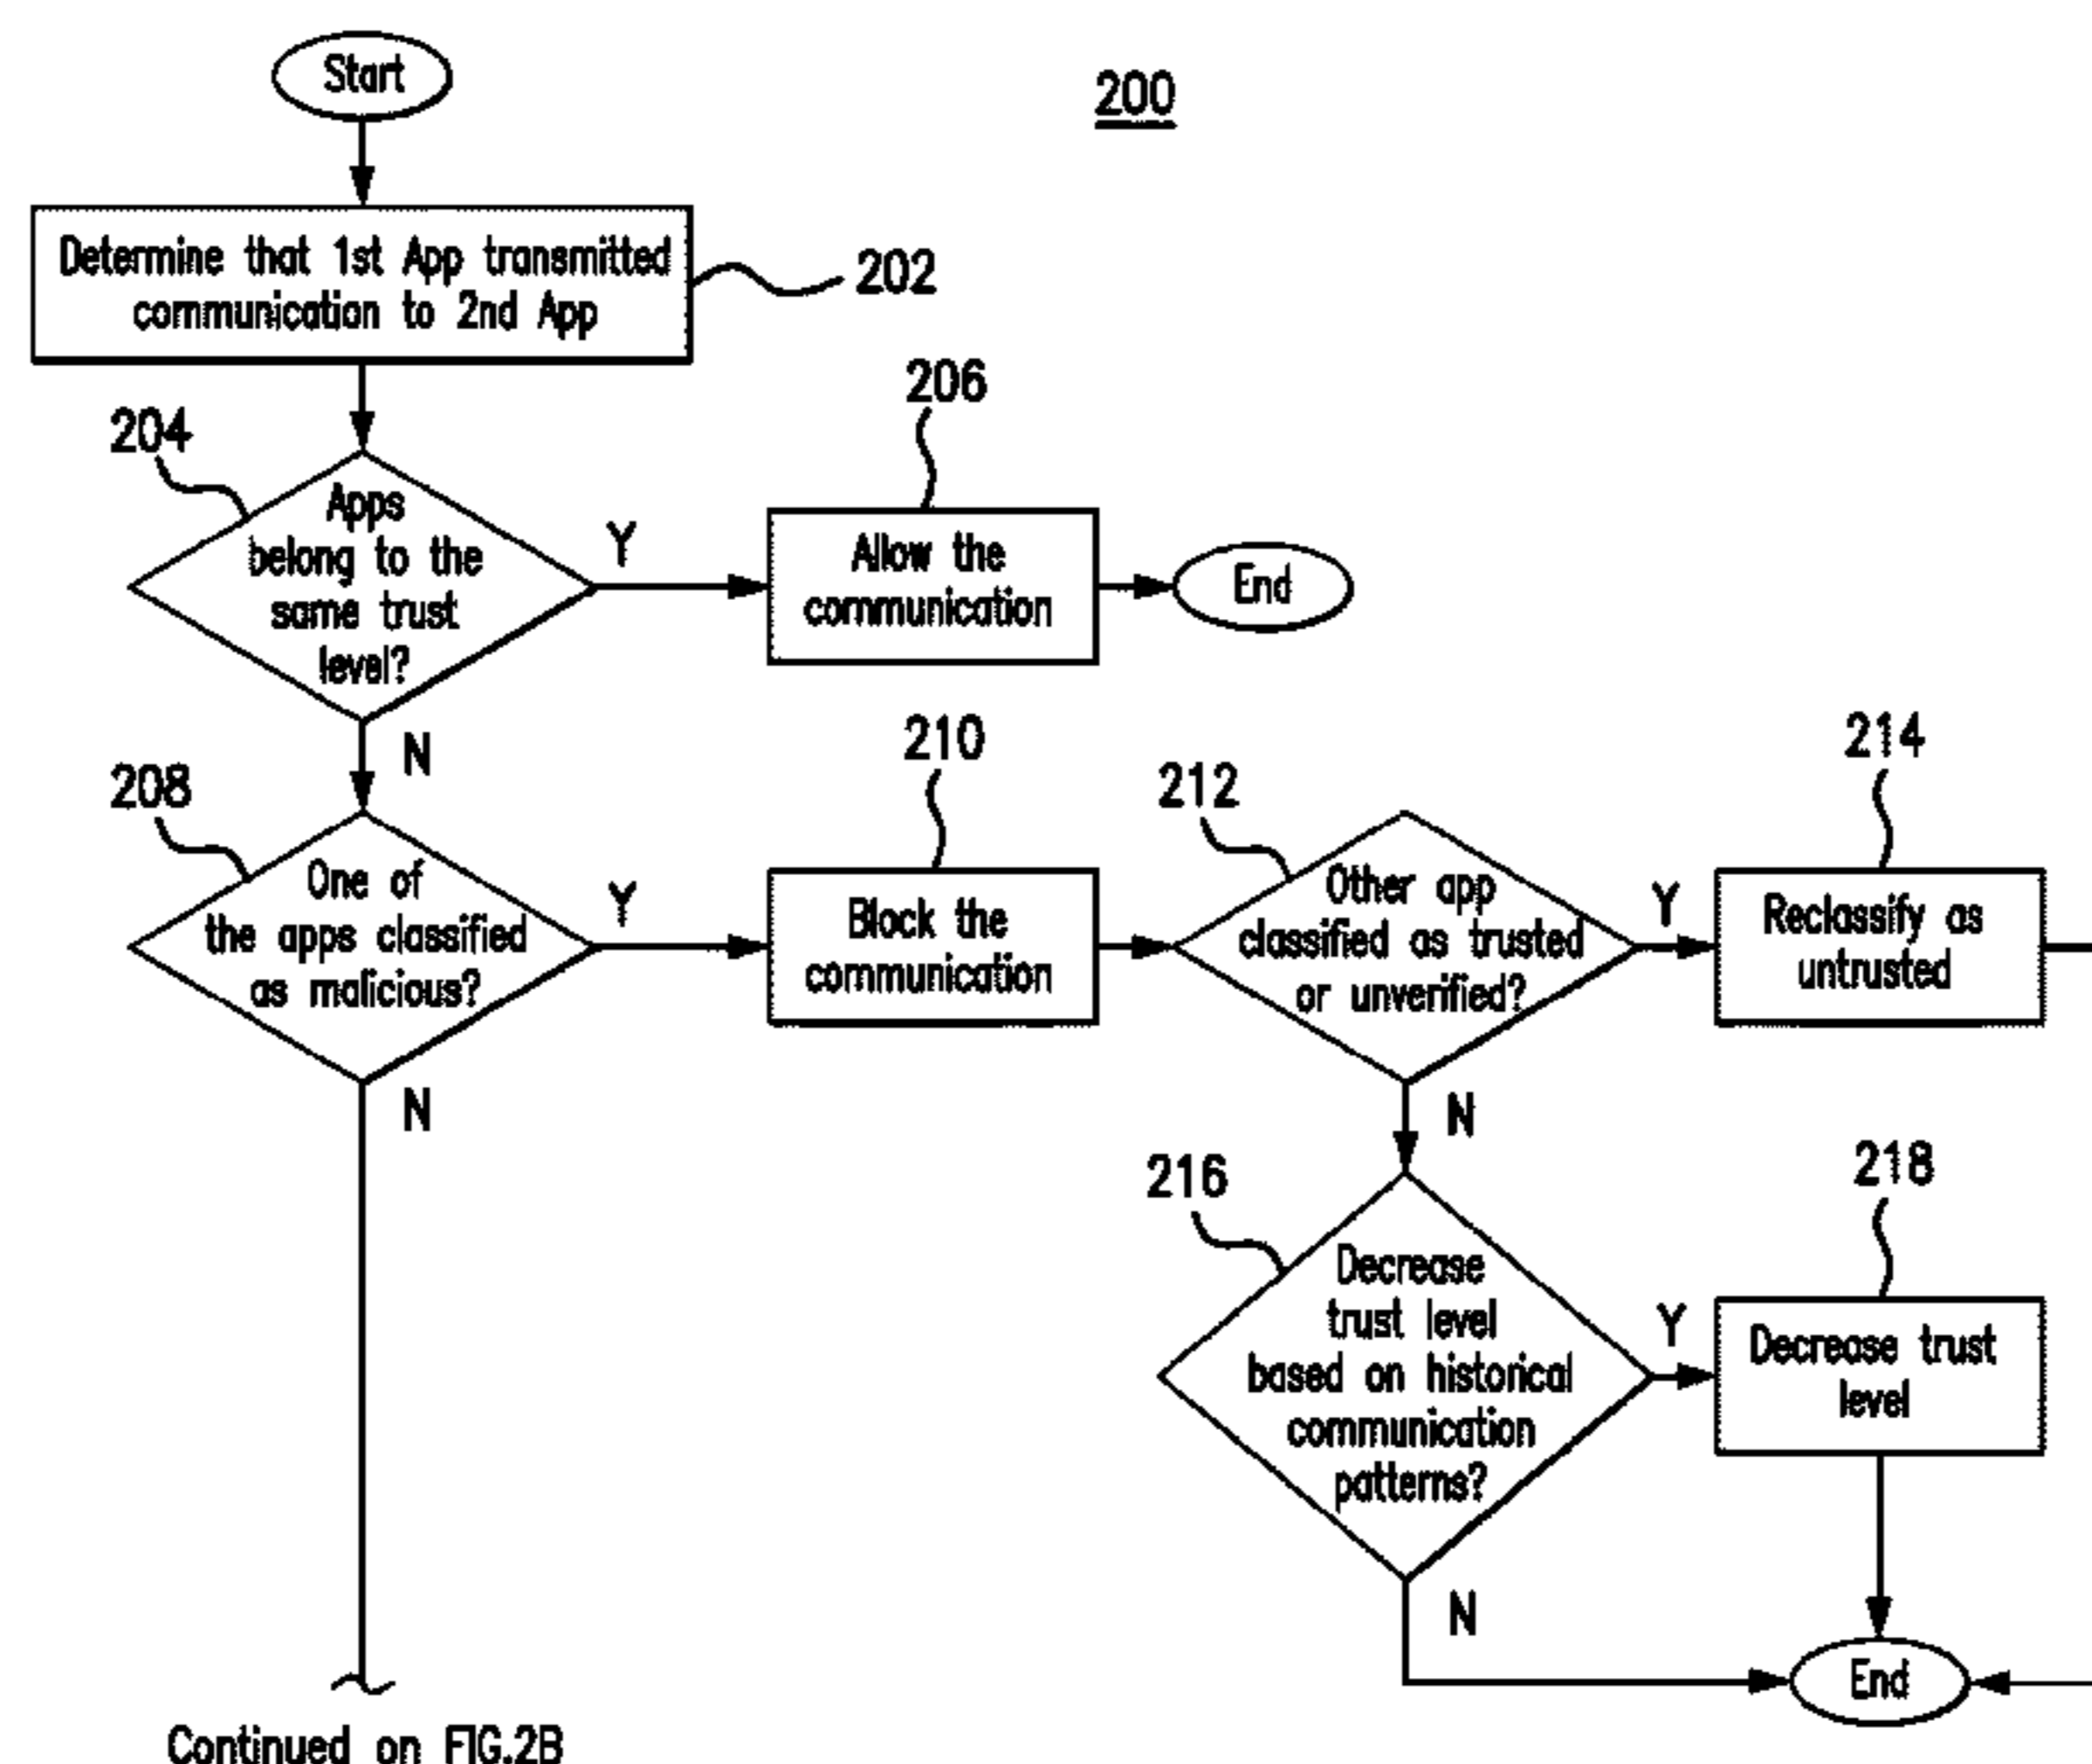 Start
200
Determine that 1st App transmitted
communication to 2nd App
202
204
Apps
belong to the
same trust
level?
Y
N
206
Allow the
communication
End
208
One of
the apps classified
as malicious?
Y
N
210
Block the
communication
212
Other app
classified as trusted
or unverified?
Y
N
214
Reclassify as
untrusted
216
Decrease
trust level
based on historical
communication
patterns?
Y
N
218
Decrease trust
level
End
Continued on FIG.2B